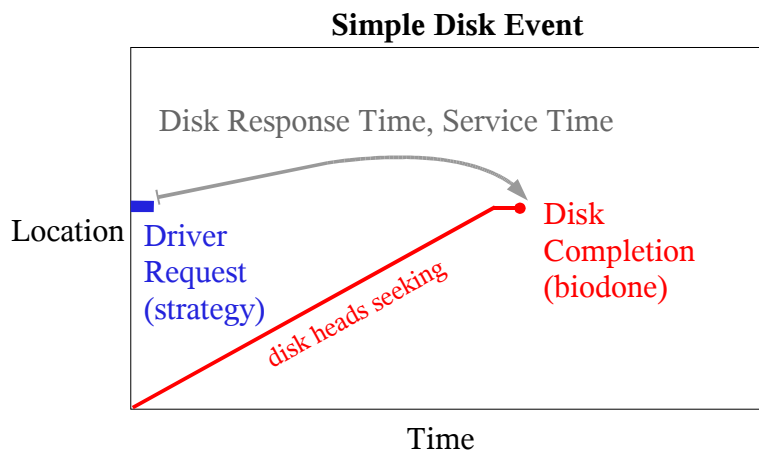 Simple Disk Event
Disk Response Time, Service Time
Location
Driver
Request
(strategy)
Disk
Completion
(biodone)
disk heads seeking
Time